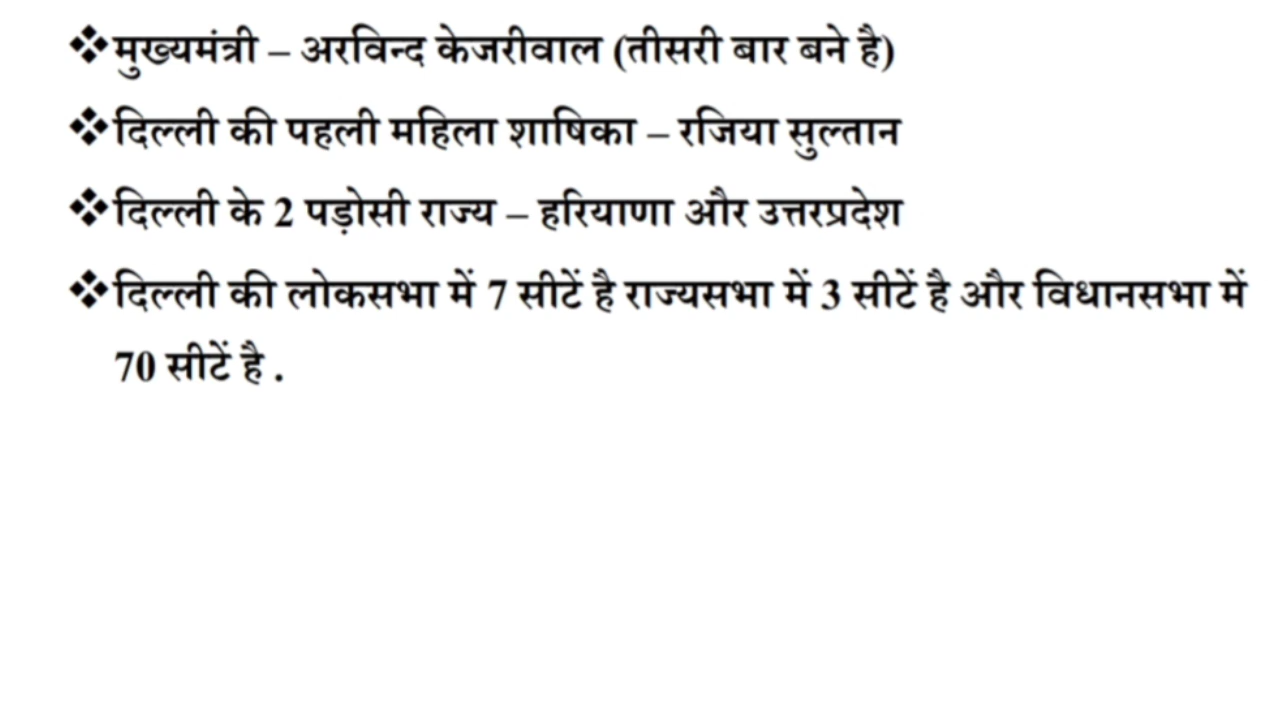 ❖मुख्यमंत्री – अरविन्द केजरीवाल (तीसरी बार बने है)
❖दिल्ली की पहली महिला शाषिका – रजिया सुल्तान
❖दिल्ली के 2 पड़ोसी राज्य – हरियाणा और उत्तरप्रदेश
❖दिल्ली की लोकसभा में 7 सीटें है राज्यसभा में 3 सीटें है और विधानसभा में
70 सीटें है .